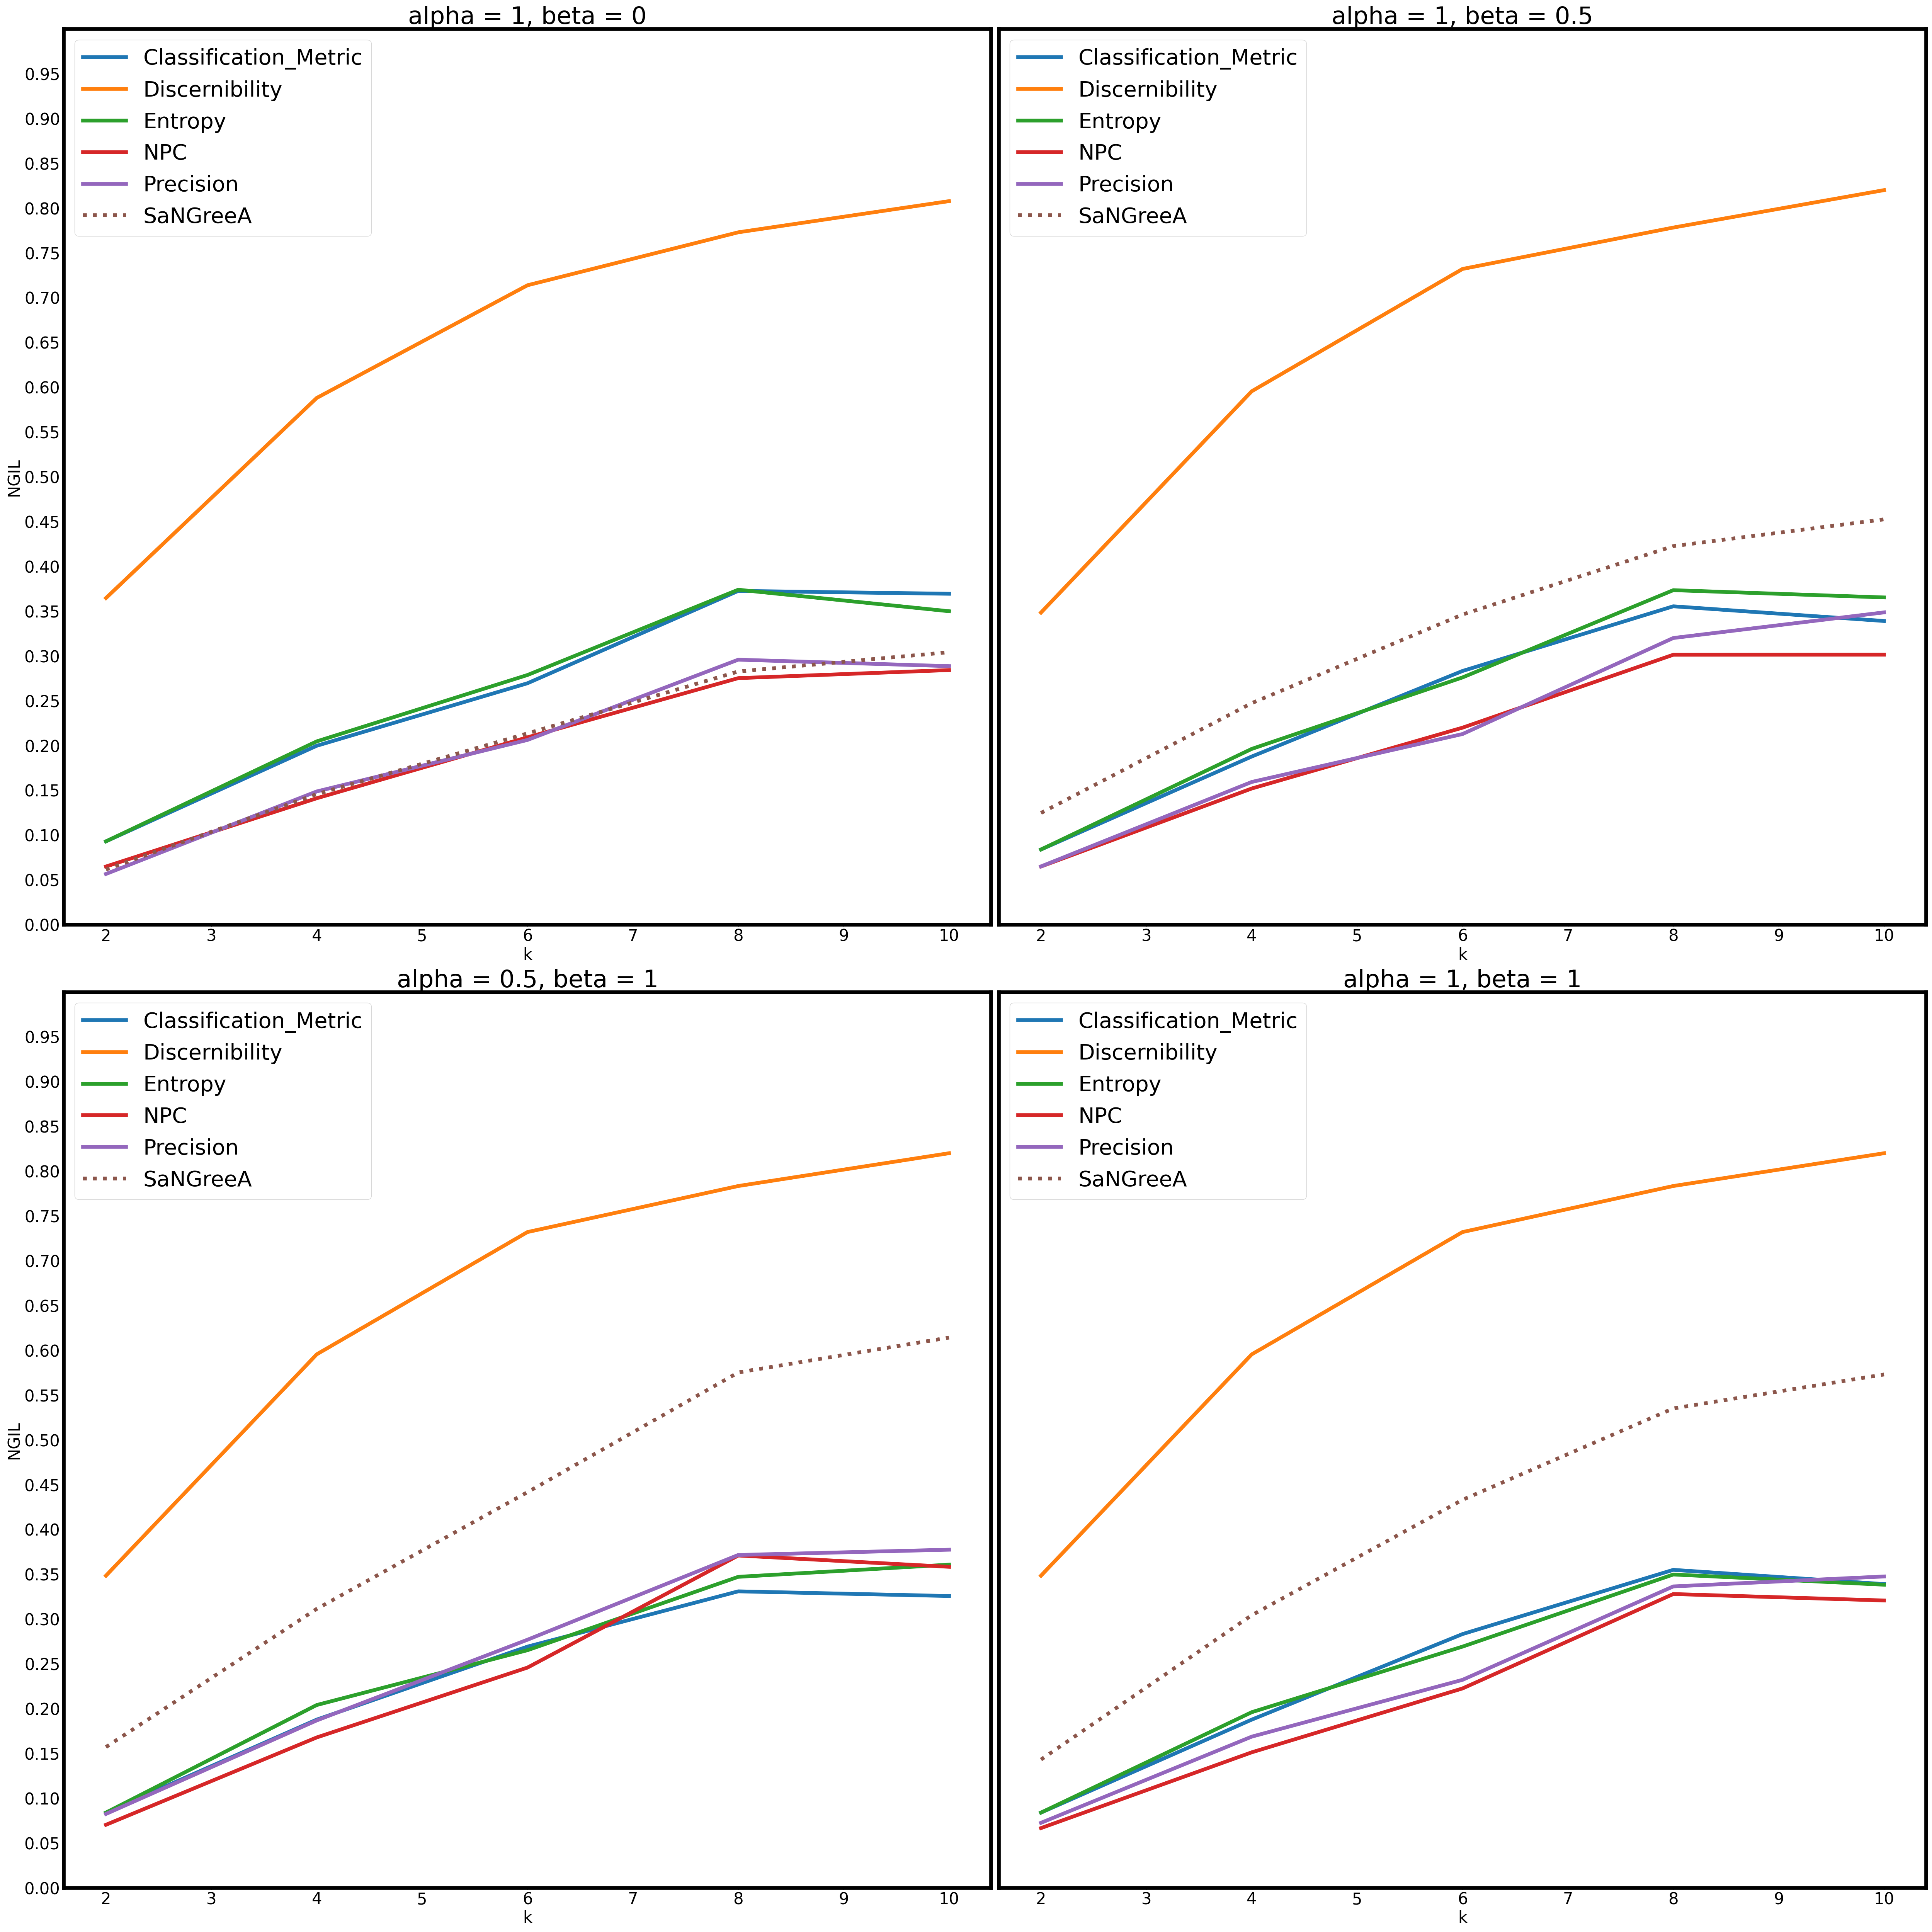 alpha = 1, beta = 0
Classification_Metric
Discernibility
Entropy
NPC
Precision
SaNGreeA
0.95
0.90
0.85
0.80
0.75
0.70
0.65
0.60
0.55
0.50
0.45
0.40
0.35
0.30
0.25
0.20
0.15
0.10
0.05
0.00
NGIL
2 3 4 5 6 7 8 9 10
k
alpha = 1, beta = 0.5
Classification_Metric
Discernibility
Entropy
NPC
Precision
SaNGreeA
2 3 4 5 6 7 8 9 10
k
alpha = 0.5, beta = 1
Classification_Metric
Discernibility
Entropy
NPC
Precision
SaNGreeA
0.95
0.90
0.85
0.80
0.75
0.70
0.65
0.60
0.55
0.50
0.45
0.40
0.35
0.30
0.25
0.20
0.15
0.10
0.05
0.00
NGIL
2 3 4 5 6 7 8 9 10
k
alpha = 1, beta = 1
Classification_Metric
Discernibility
Entropy
NPC
Precision
SaNGreeA
2 3 4 5 6 7 8 9 10
k